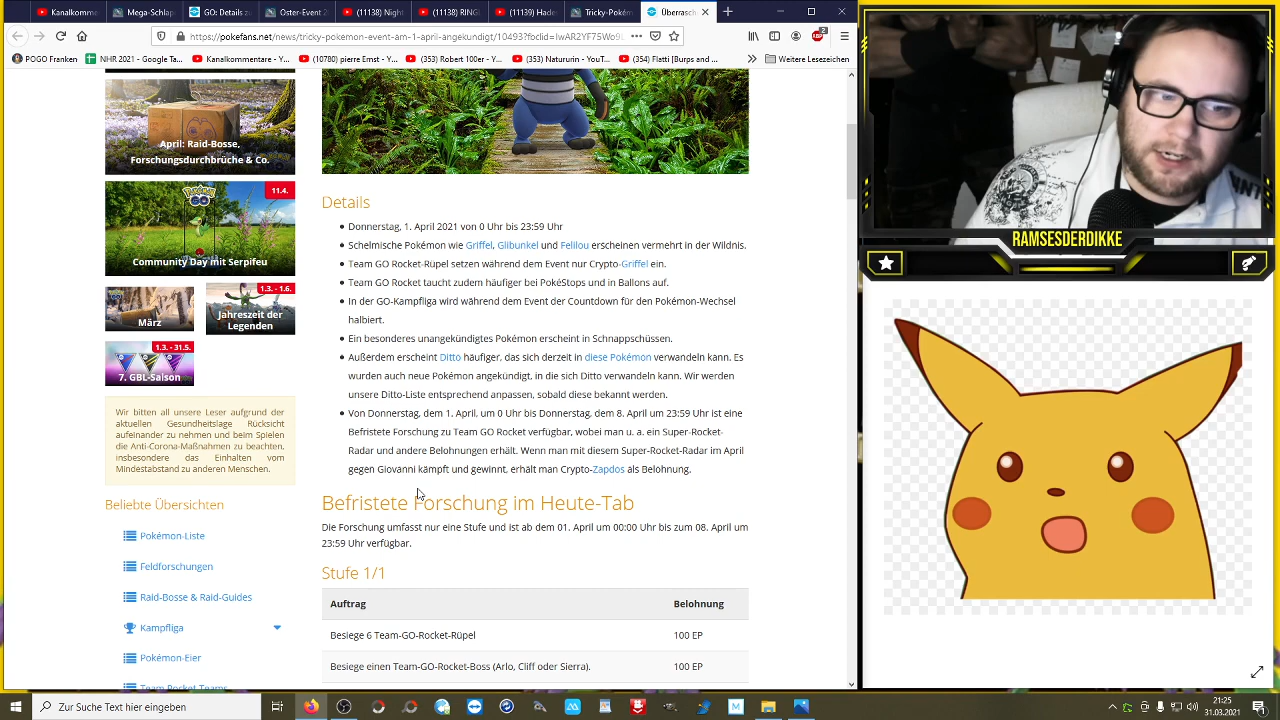 Kanalkomme
Mega-Schlap
GO: Details zu
Oster-Event 2
(11138) Night
(11138) RUNE
(11139) Hade
Tricky-Pokém
Überrasch
https://pokefans.net/news/tricky-pokemon-event-am-1-april-angekundigt/10493?fbclid=IwAR2YF75Wo9L
POGO Franken
NHR 2021 - Google Ta...
Kanalkommentare - Y...
(10780) pierre Ernst - Y...
(353) Robert 100er - Y...
(353) Natururin - YouT...
(354) Flatti [Burps and ...
Weitere Lesezeichen
April: Raid-Bosse,
Forschungsdurchbrüche & Co.
11.4.
Community Day mit Serpifeu
März
1.3. - 1.6.
Jahreszeit der
Legenden
1.3. - 31.5.
7. GBL-Saison
Wir bitten all unsere Leser aufgrund der
aktuellen Gesundheitslage Rücksicht
aufeinander zu nehmen und beim Spielen
die Anti-Corona-Maßnahmen zu beachten,
insbesondere das Einhalten vom
Mindestabstand zu anderen Menschen.
Beliebte Übersichten
Pokémon-Liste
Feldforschungen
Raid-Bosse & Raid-Guides
Kampfliga
Pokémon-Eier
Team Rocket Teams
Details
Donnerstag, 1. April 2021 von 0 Uhr bis 23:59 Uhr
Schelmische Pokémon wie Griffel, Glibunkel und Felilou erscheinen vermehrt in der Wildnis.
Team GO Rocket-Rüpel setzen während dem Event nur Crypto-Griffel ein.
Team GO Rocket taucht zudem häufiger bei PokéStops und in Ballons auf.
In der GO-Kampfliga wird während dem Event der Countdown für den Pokémon-Wechsel
halbiert.
Ein besonderes unangekündigtes Pokémon erscheint in Schnappschüssen.
Außerdem erscheint Ditto häufiger, das sich derzeit in diese Pokémon verwandeln kann. Es
wurden auch neue Pokémon angekündigt, in die sich Ditto verwandeln kann. Wir werden
unsere Ditto-Liste entsprechend anpassen, sobald diese bekannt werden.
Von Donnerstag, dem 1. April, um 0 Uhr bis Donnerstag, dem 8. April um 23:59 Uhr ist eine
Befristete Forschung zu Team GO Rocket verfügbar, wobei man u. a. ein Super-Rocket-
Radar und andere Belohnungen erhält. Wenn man mit diesem Super-Rocket-Radar im April
gegen Giovanni kämpft und gewinnt, erhält man Crypto-Zapdos als Belohnung.
Befristete Forschung im Heute-Tab
Die Forschung umfasst nur eine Stufe und ist ab dem 01. April um 00:00 Uhr bis zum 08. April um
23:59 Uhr verfügbar.
Stufe 1/1
Auftrag Belohnung
Besiege 6 Team-GO-Rocket-Rüpel 100 EP
Besiege einen Team-GO-Rocket-Boss (Arlo, Cliff oder Sierra). 100 EP
RAMSESDERDIKKE
Zur Suche Text hier eingeben
21:25
31.03.2021